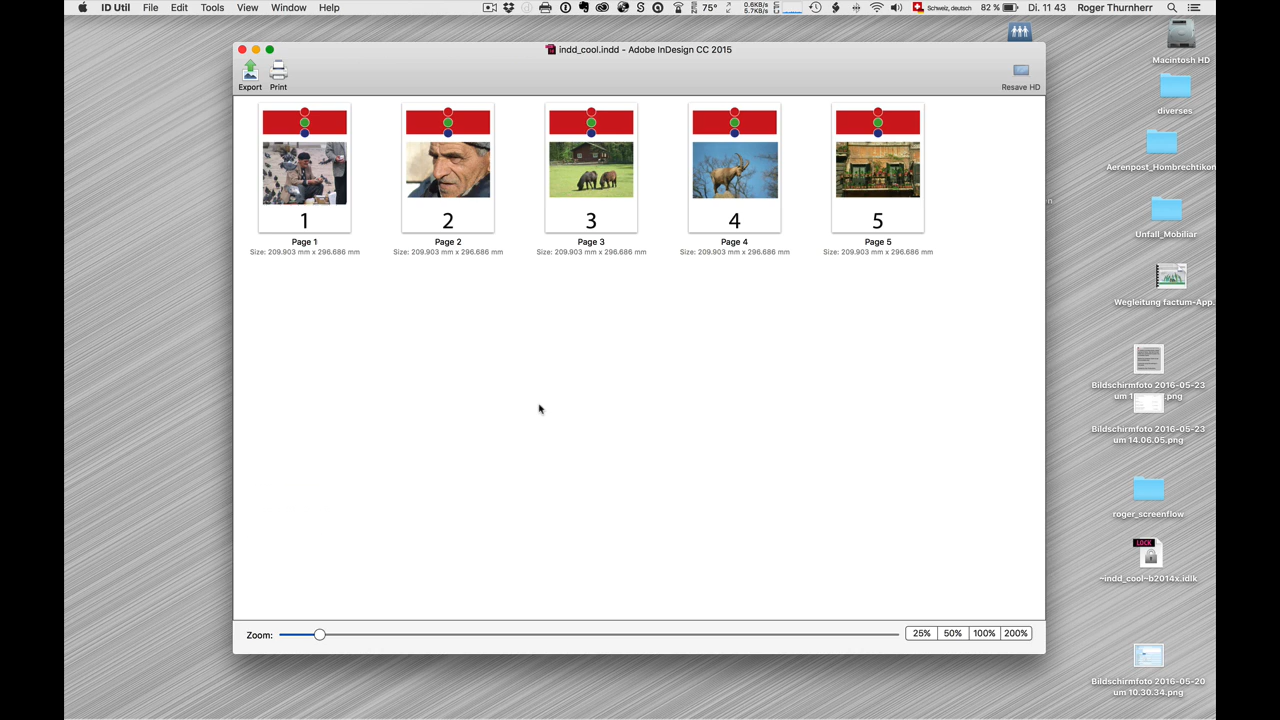 ID Util File Edit Tools View Window Help
75° 0.6KB/s 5.7KB/s Schweiz, deutsch 82 % Di. 11 43 Roger Thurnherr
indd_cool.indd - Adobe InDesign CC 2015
Export Print Resave HD
1 2 3 4 5
Page 1 Page 2 Page 3 Page 4 Page 5
Size: 209.903 mm x 296.686 mm Size: 209.903 mm x 296.686 mm Size: 209.903 mm x 296.686 mm Size: 209.903 mm x 296.686 mm Size: 209.903 mm x 296.686 mm
Zoom: 25% 50% 100% 200%
Macintosh HD
diverses
Aerenpost_Hombrechtikon
Unfall_Mobiliar
Wegleitung factum-App.
Bildschirmfoto 2016-05-23
um 1 .png
Bildschirmfoto 2016-05-23
um 14.06.05.png
roger_screenflow
LOCK
~indd_cool~b2014x.idlk
Bildschirmfoto 2016-05-20
um 10.30.34.png